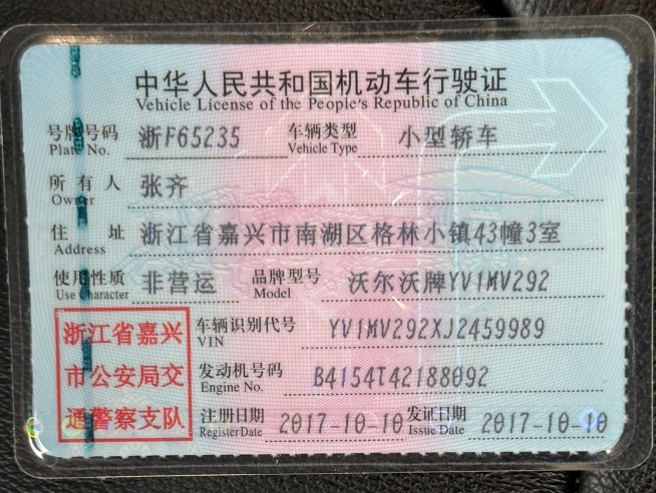 中华人民共和国机动车行驶证
Vehicle License of the People's Republic of China
号牌号码 浙F65235 车辆类型 小型轿车
Plate No. Vehicle Type
所有人 张齐
Owner
住址 浙江省嘉兴市南湖区格林小镇43幢3室
Address
使用性质 非营运 品牌型号 沃尔沃牌YV1MV292
Use Character Model
浙江省嘉兴
市公安局交
通警察支队
车辆识别代号 YV1MV292XJ2459989
VIN
发动机号码 B4154T42188092
Engine No.
注册日期 2017-10-10 发证日期 2017-10-10
Register Date Issue Date